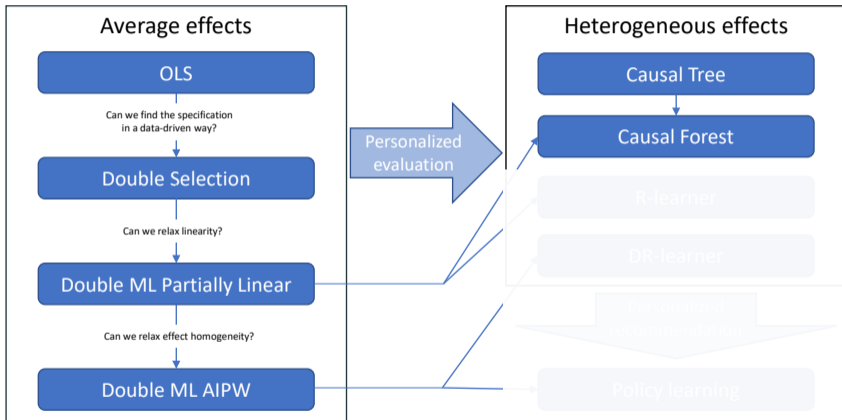 Average effects
OLS
Can we find the specification
in a data-driven way?
Double Selection
Can we relax linearity?
Double ML Partially Linear
Can we relax effect homogeneity?
Double ML AIPW
Personalized
evaluation
Heterogeneous effects
Causal Tree
Causal Forest
R-learner
DR-learner
Policy learning